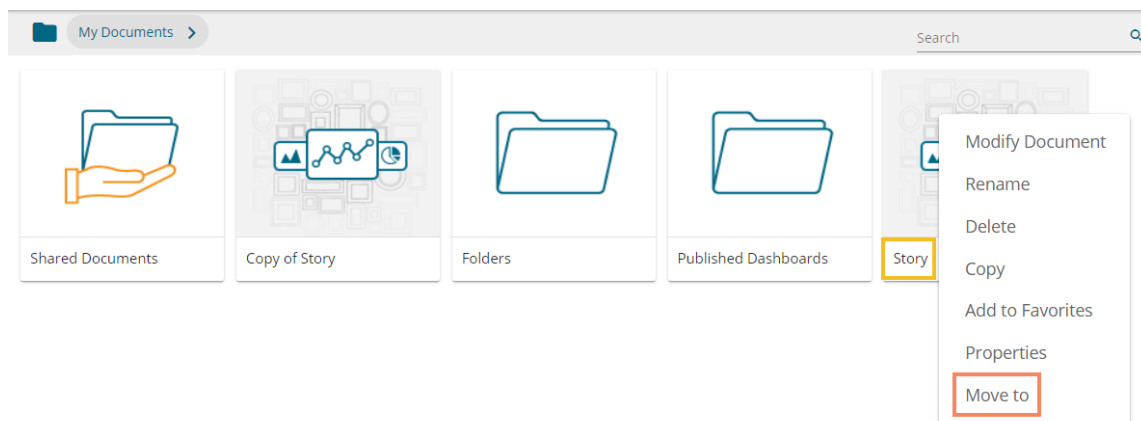 My Documents
Search
Shared Documents
Copy of Story
Folders
Published Dashboards
Story
Modify Document
Rename
Delete
Copy
Add to Favorites
Properties
Move to